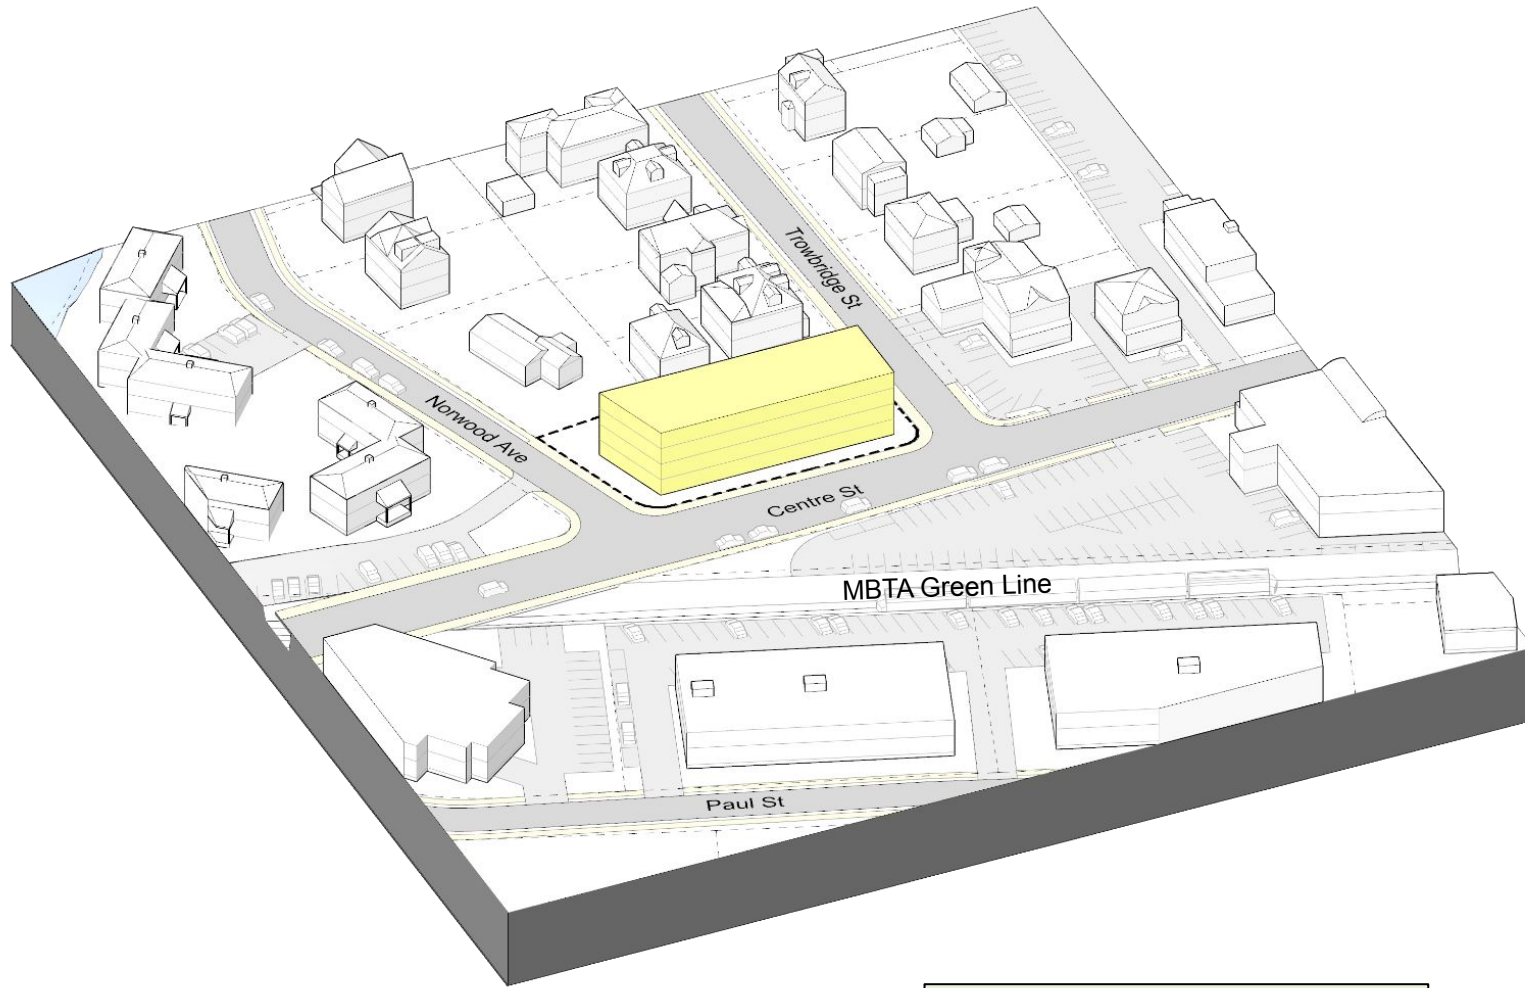 Trowbridge St
Norwood Ave
Centre St
MBTA Green Line
Paul St